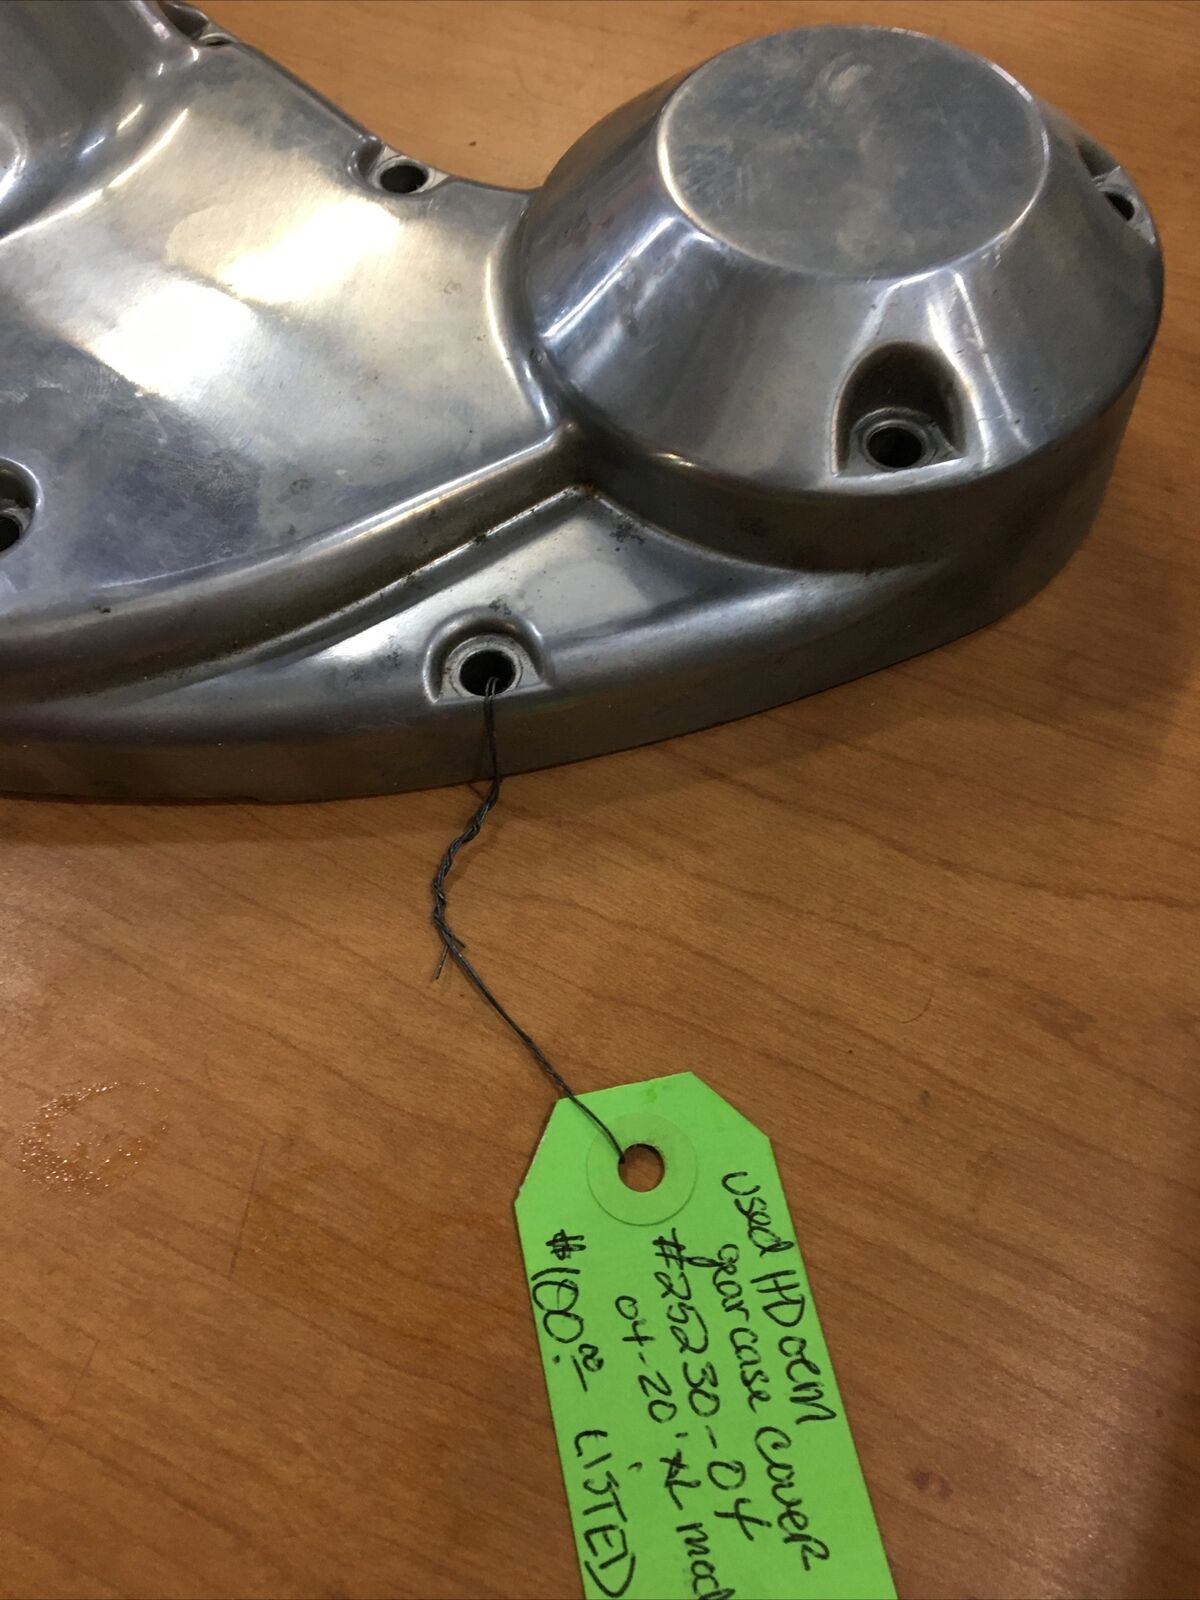 used HD oem
gear case cover
#25230-04
04-20' XL mod
$100.00 LISTED